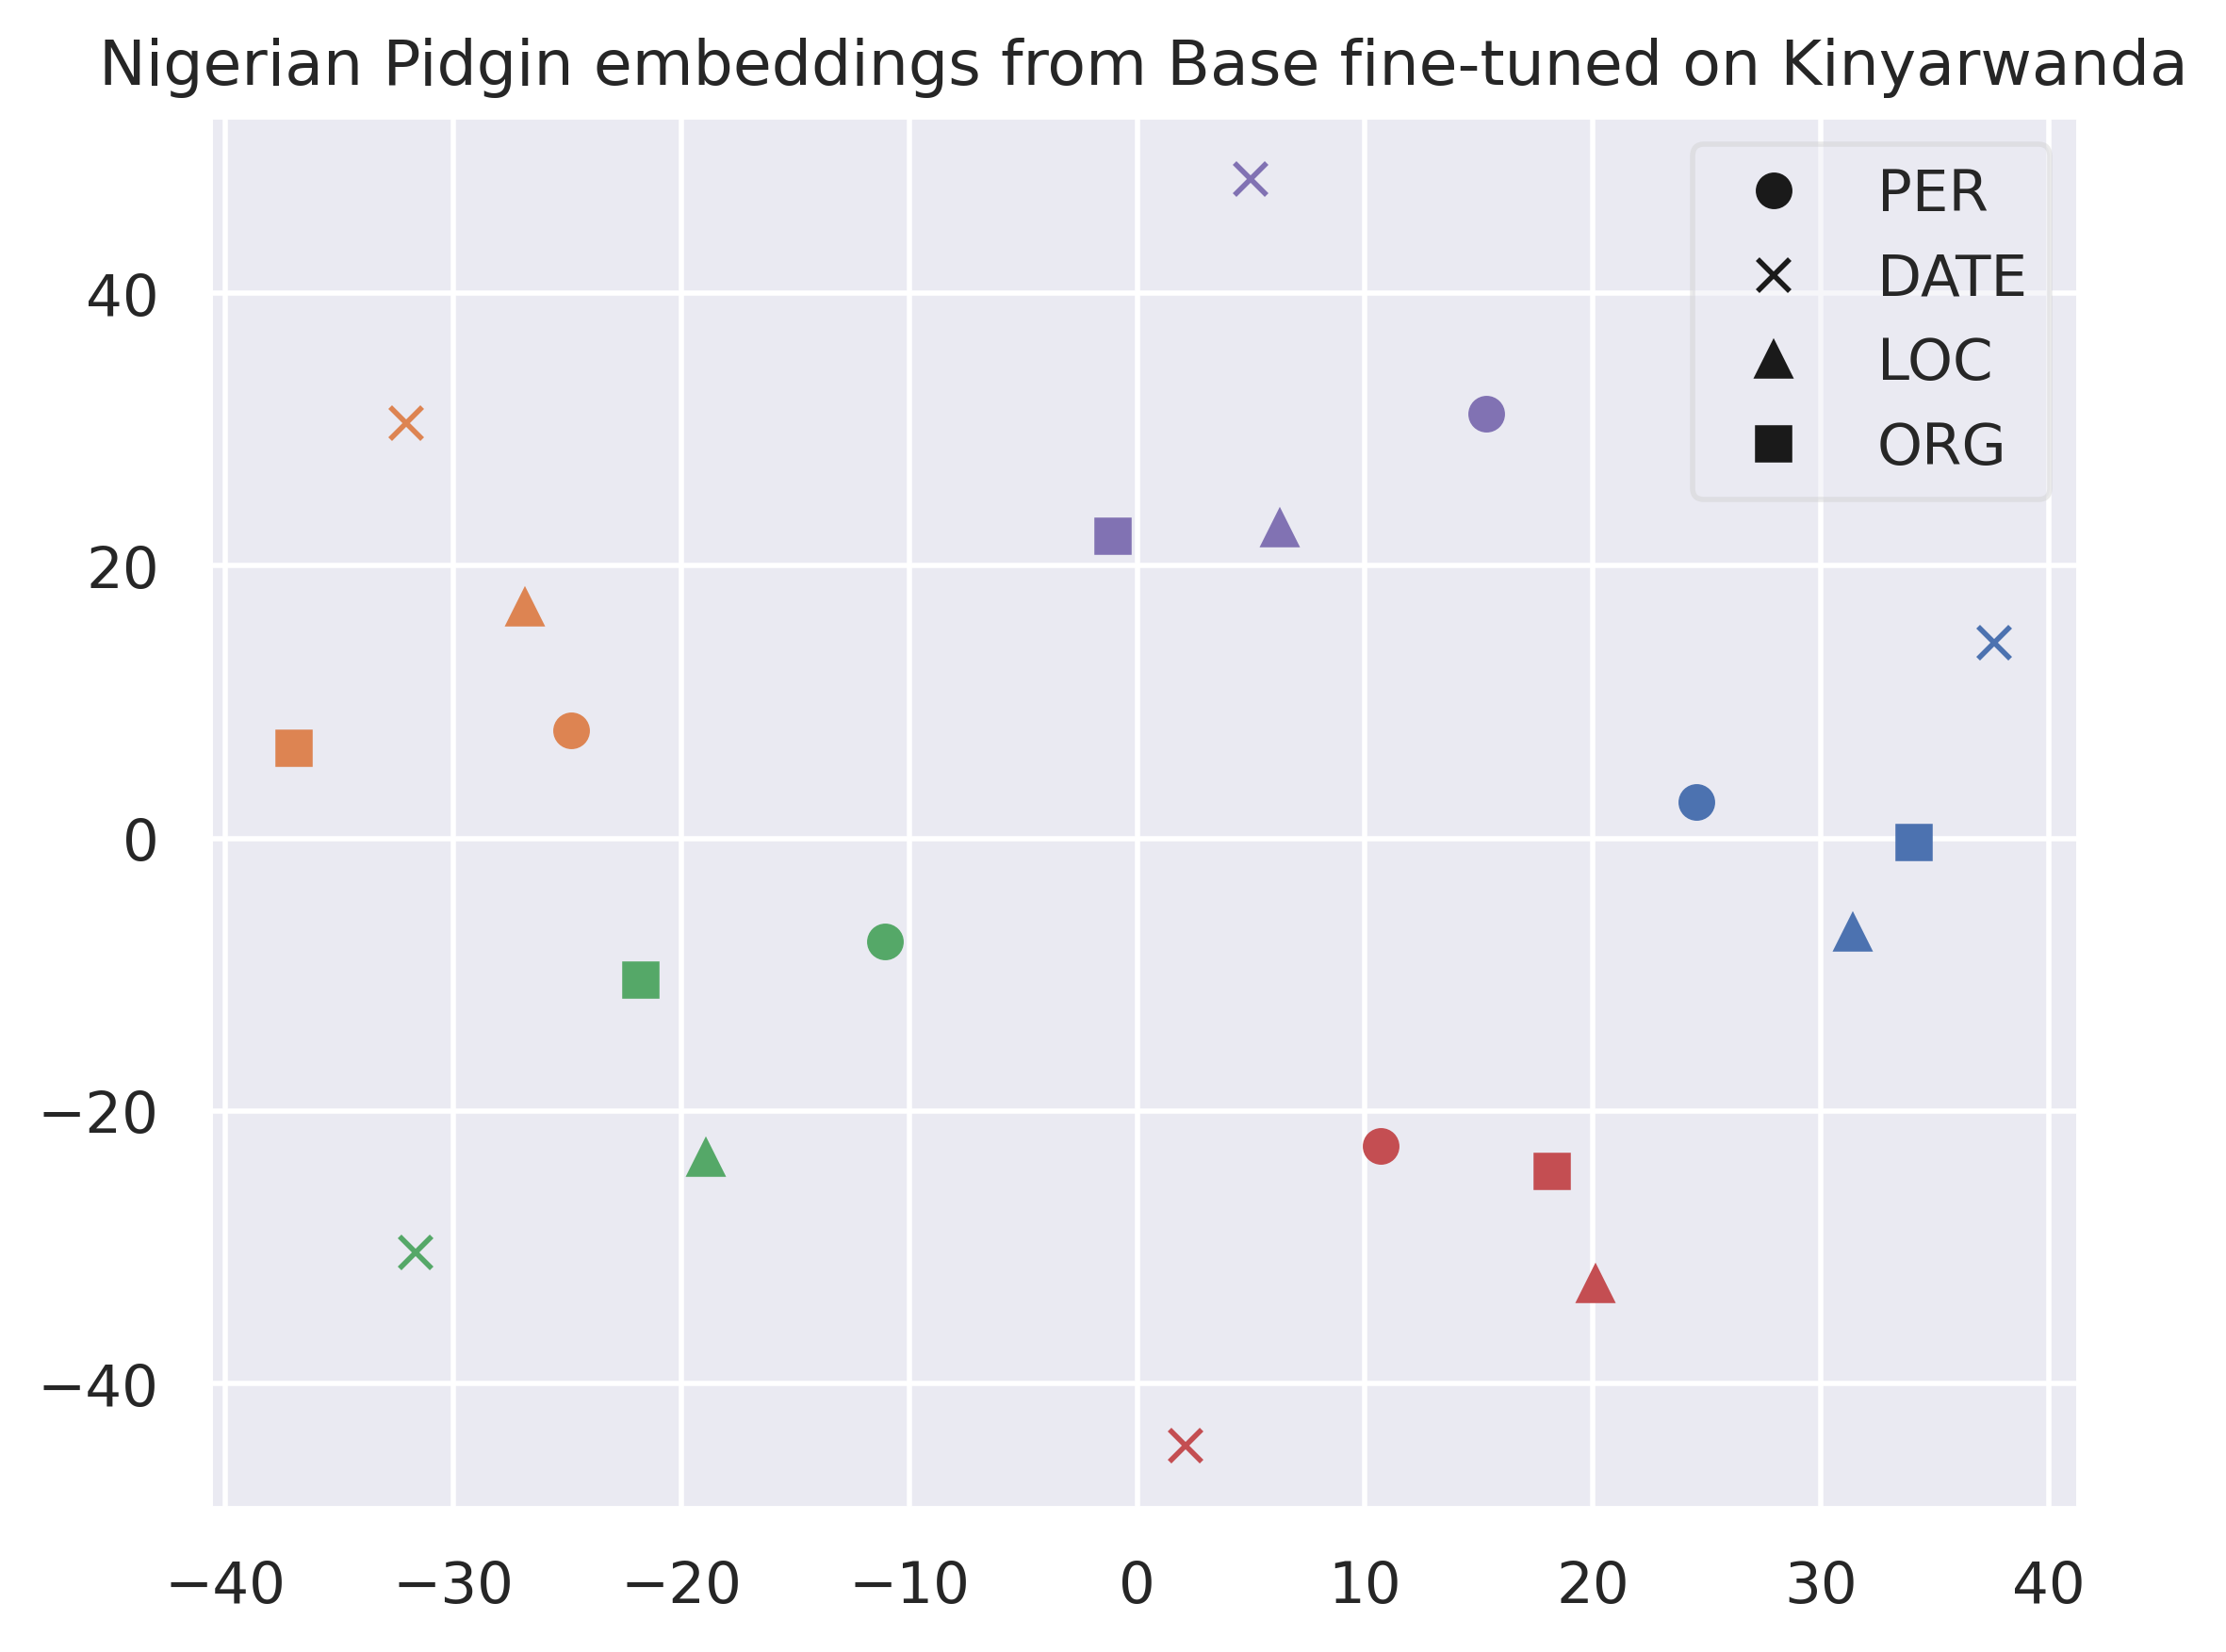 Nigerian Pidgin embeddings from Base fine-tuned on Kinyarwanda
PER
DATE
LOC
ORG
40
20
0
−20
−40
−40 −30 −20 −10 0 10 20 30 40